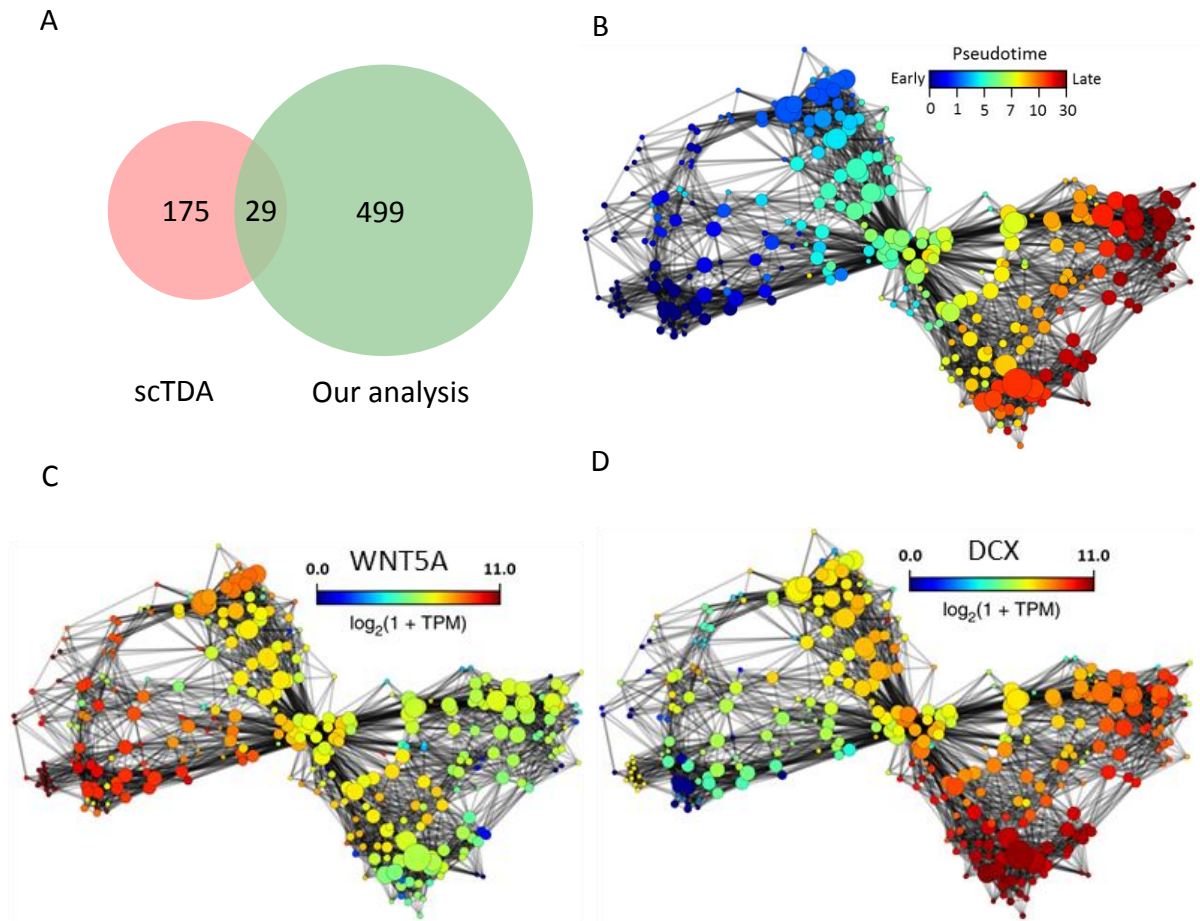 A
175 29 499
scTDA Our analysis
B
Pseudotime
Early Late
0 1 5 7 10 30
C
WNT5A
0.0 11.0
log₂(1 + TPM)
D
DCX
0.0 11.0
log₂(1 + TPM)